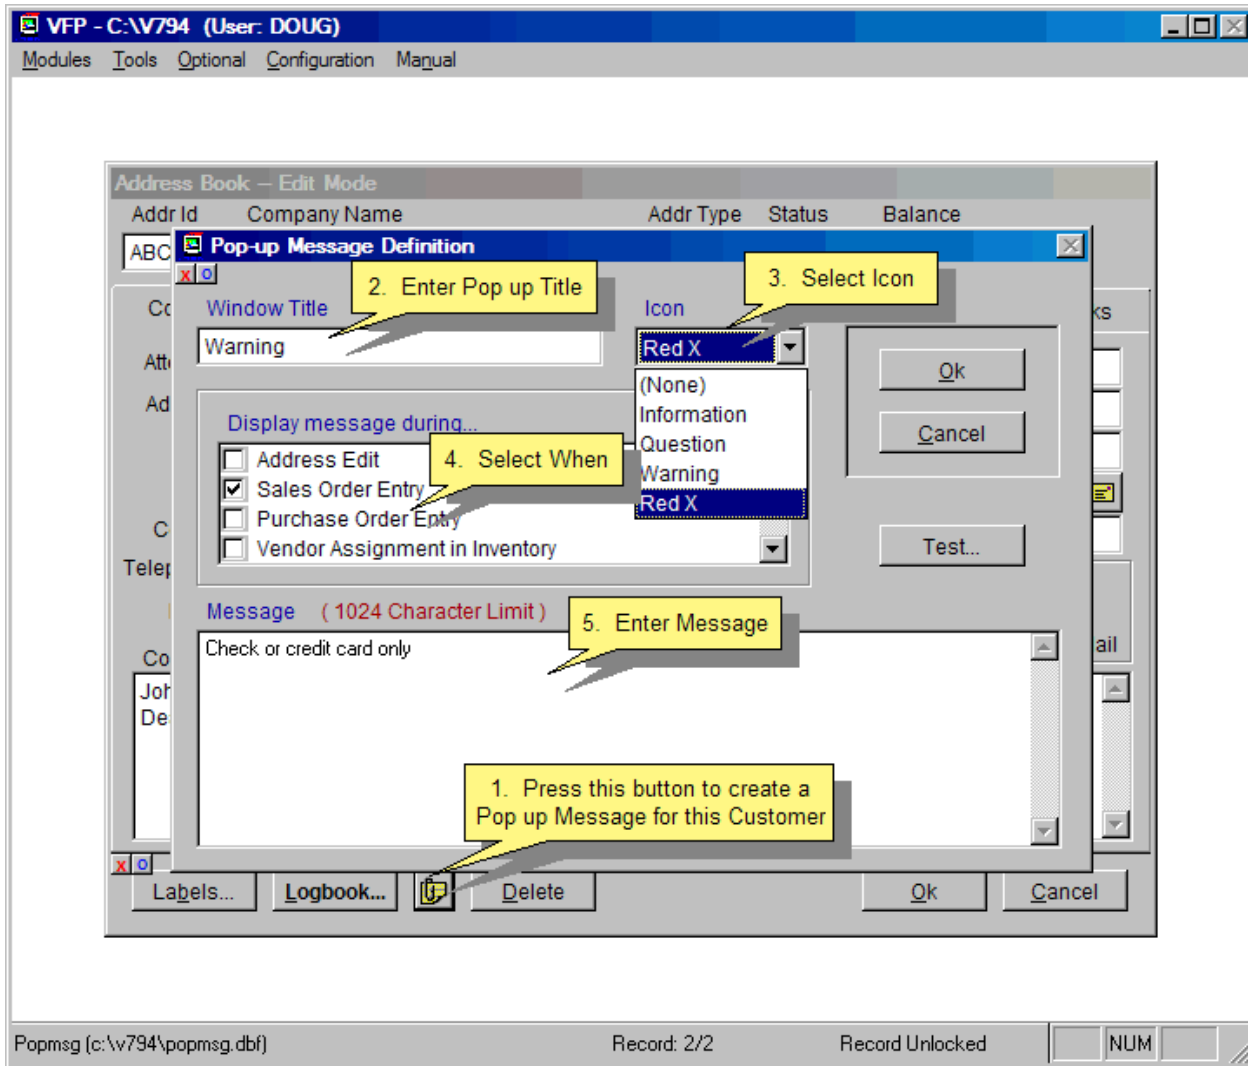 VFP - C:\V794 (User: DOUG)
Modules Tools Optional Configuration Manual
Address Book – Edit Mode
Addr Id Company Name Addr Type Status Balance
ABC
Pop-up Message Definition
X O
2. Enter Pop up Title
3. Select Icon
Window Title
Icon
Warning
Red X
(None)
Information
Question
Warning
Red X
Ok
Cancel
Test...
Display message during...
Address Edit
Sales Order Entry
Purchase Order Entry
Vendor Assignment in Inventory
4. Select When
Message ( 1024 Character Limit )
5. Enter Message
Check or credit card only
1. Press this button to create a
Pop up Message for this Customer
X O
Labels... Logbook... Delete Ok Cancel
Popmsg (c:\v794\popmsg.dbf) Record: 2/2 Record Unlocked NUM